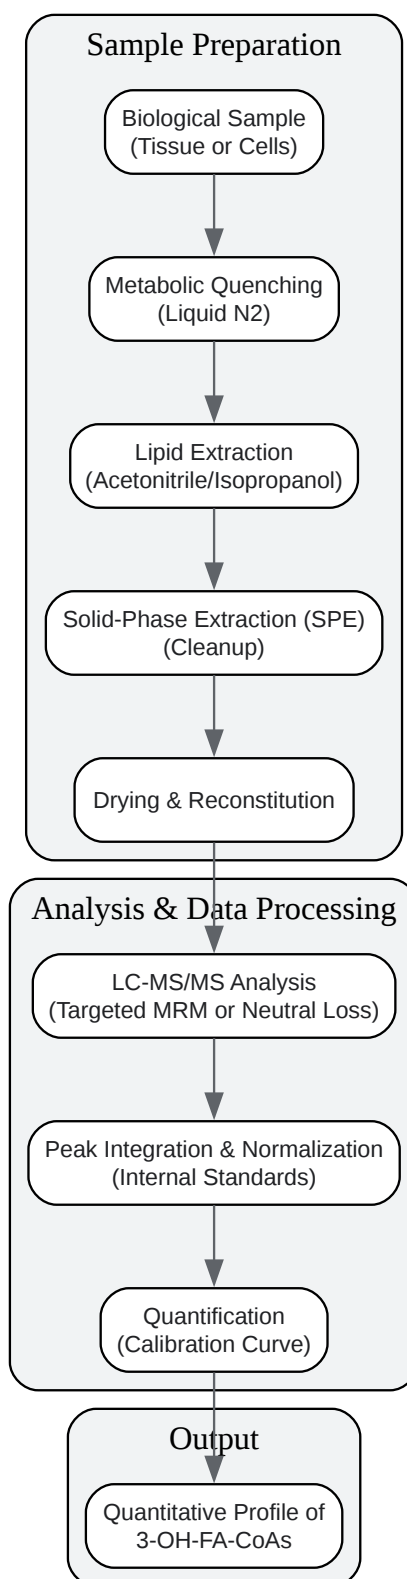 Sample Preparation
Biological Sample
(Tissue or Cells)
Metabolic Quenching
(Liquid N2)
Lipid Extraction
(Acetonitrile/Isopropanol)
Solid-Phase Extraction (SPE)
(Cleanup)
Drying & Reconstitution
Analysis & Data Processing
LC-MS/MS Analysis
(Targeted MRM or Neutral Loss)
Peak Integration & Normalization
(Internal Standards)
Quantification
(Calibration Curve)
Output
Quantitative Profile of
3-OH-FA-CoAs